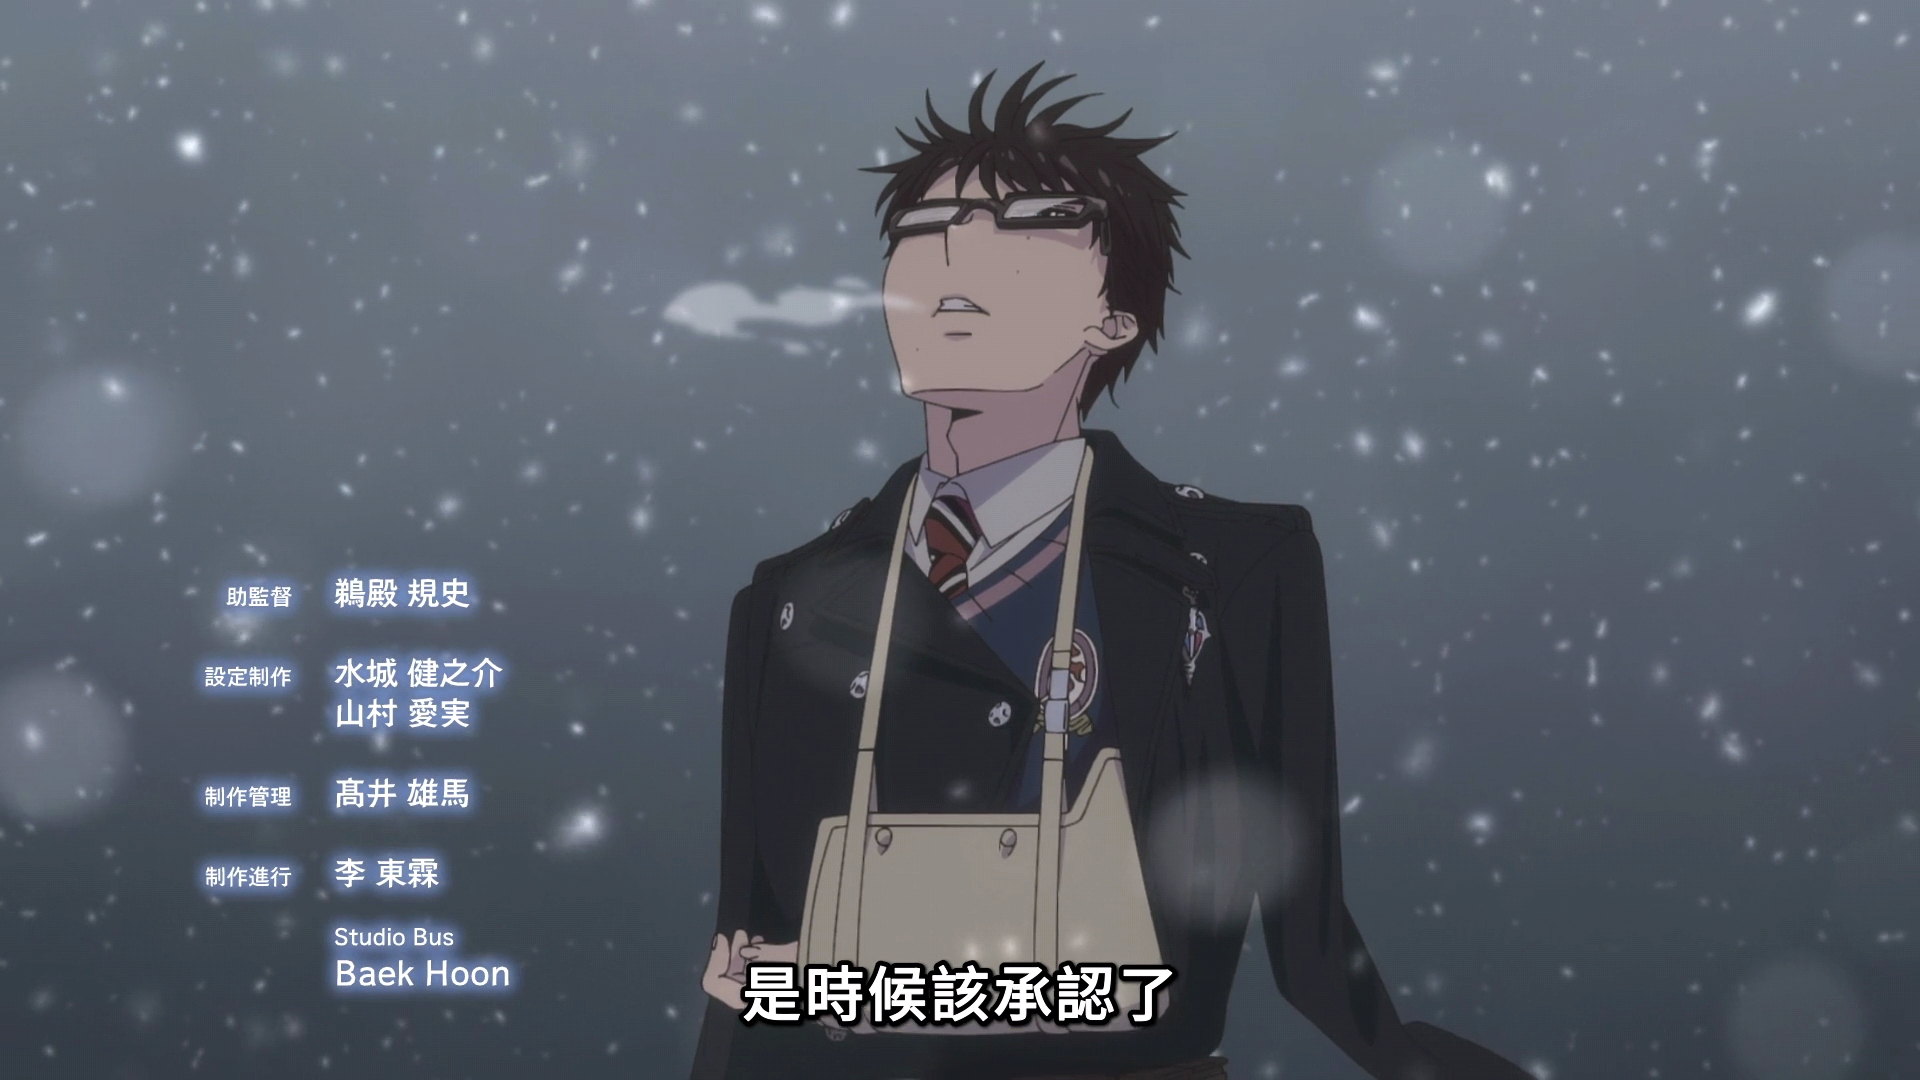 助監督 鵜殿 規史
設定制作 水城 健之介
山村 愛実
制作管理 髙井 雄馬
制作進行 李 東霖
Studio Bus
Baek Hoon
是時候該承認了